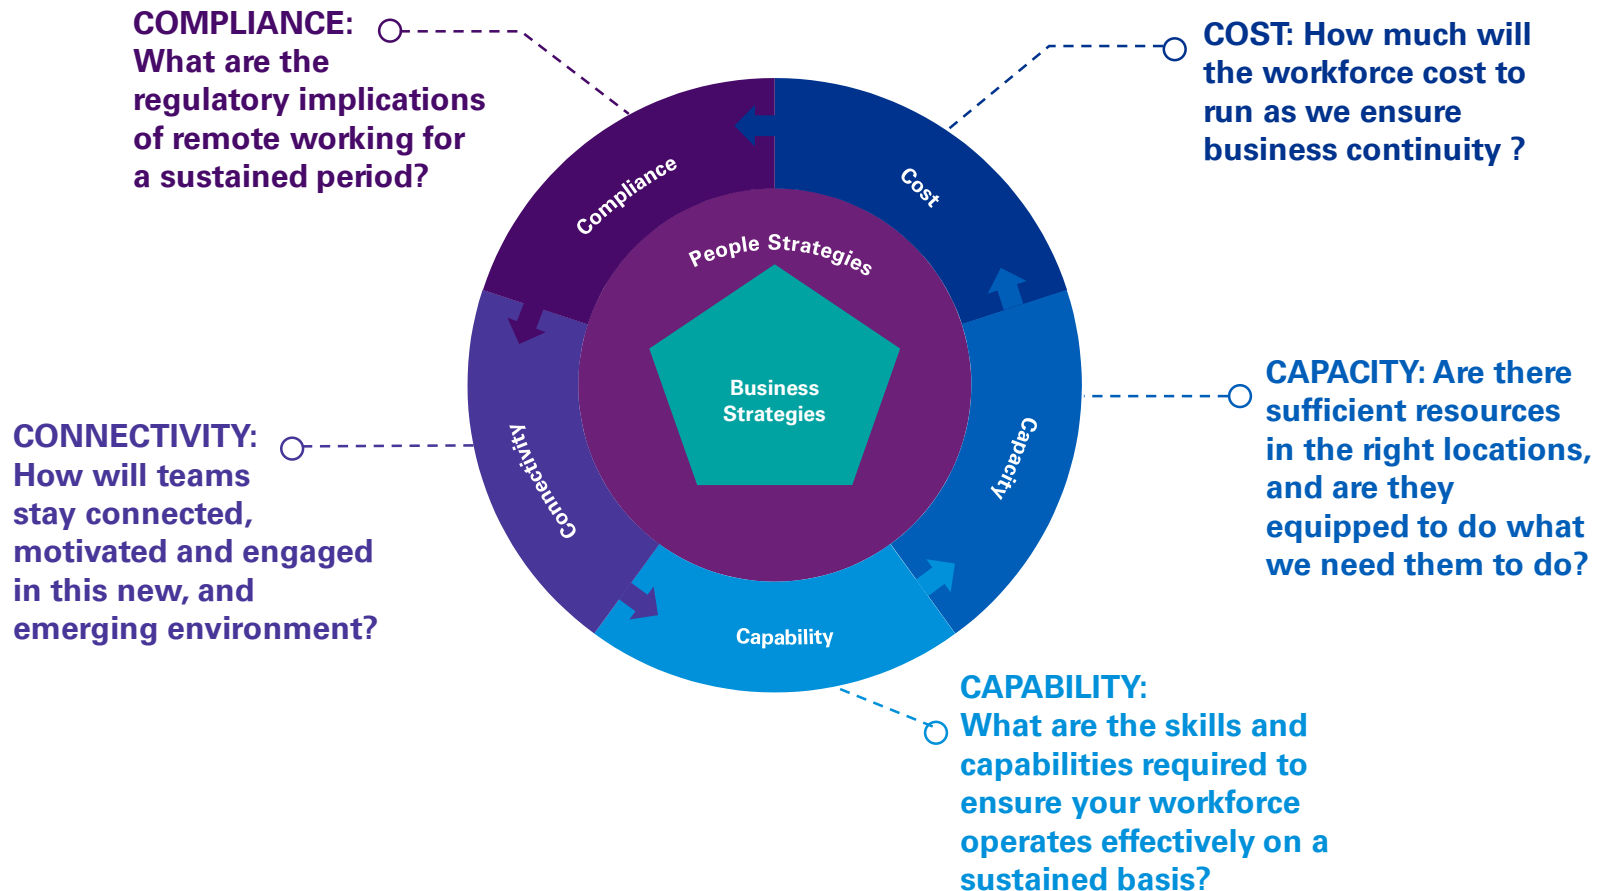 COMPLIANCE:
What are the
regulatory implications
of remote working for
a sustained period?
COST: How much will
the workforce cost to
run as we ensure
business continuity ?
Compliance
Cost
People Strategies
Business
Strategies
CAPACITY: Are there
sufficient resources
in the right locations,
and are they
equipped to do what
we need them to do?
Capacity
CONNECTIVITY:
How will teams
stay connected,
motivated and engaged
in this new, and
emerging environment?
Connectivity
Capability
CAPABILITY:
What are the skills and
capabilities required to
ensure your workforce
operates effectively on a
sustained basis?